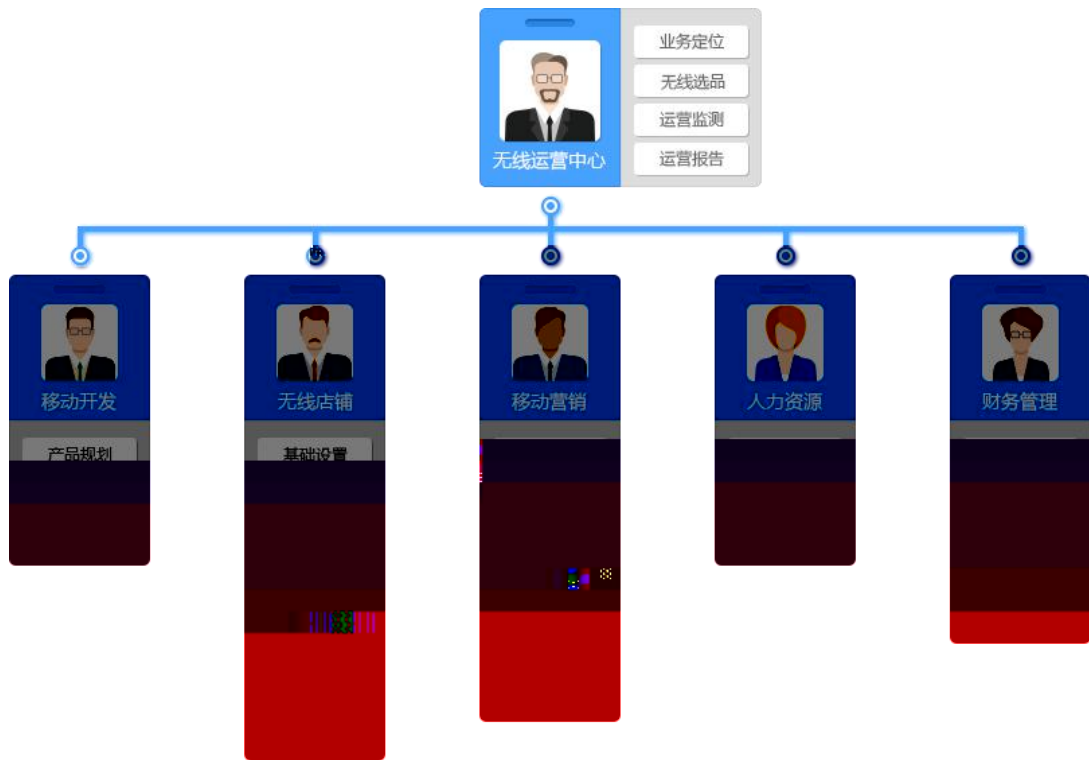 业务定位
无线选品
运营监测
运营报告
无线运营中心
移动开发
无线店铺
移动营销
人力资源
财务管理
产品规划
基础设置